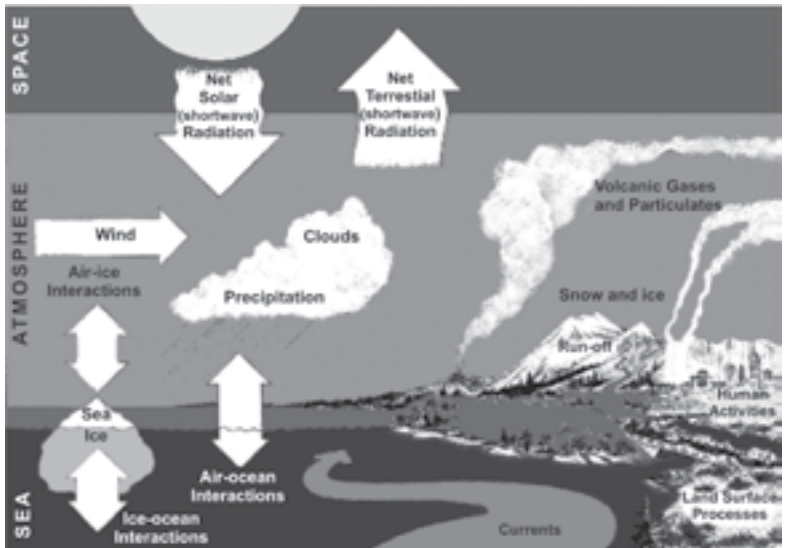 SPACE
Net
Solar
(shortwave)
Radiation
Net
Terrestial
(shortwave)
Radiation
ATMOSPHERE
Volcanic Gases
and Particulates
Wind
Clouds
Air-ice
Interactions
Precipitation
Snow and ice
Run-off
Human
Activities
Sea
Ice
Air-ocean
Interactions
SEA
Ice-ocean
Interactions
Land Surface
Processes
Currents